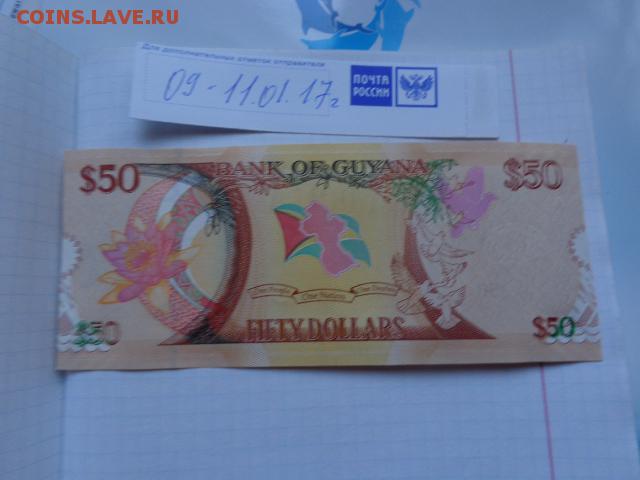 COINS.LAVE.RU
Для дополнительных отметок отправителя
09 - 11.01.17г
ПОЧТА
РОССИИ
BANK OF GUYANA
$50
$50
One People
One Nation
One Destiny
FIFTY DOLLARS
$50
$50